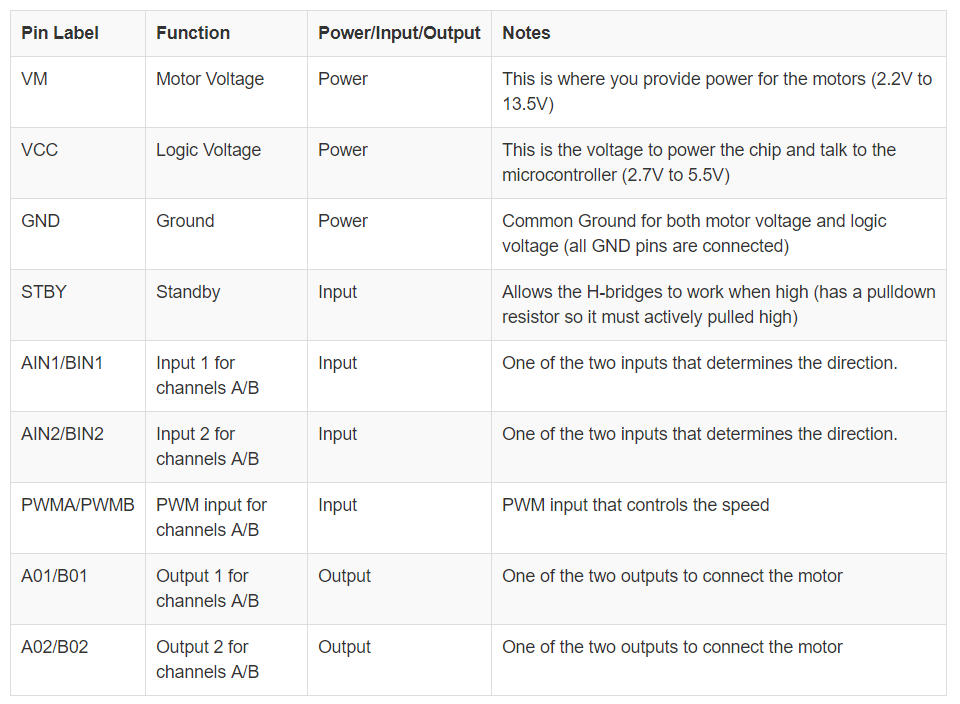 Pin Label Function Power/Input/Output Notes
VM Motor Voltage Power This is where you provide power for the motors (2.2V to
13.5V)
VCC Logic Voltage Power This is the voltage to power the chip and talk to the
microcontroller (2.7V to 5.5V)
GND Ground Power Common Ground for both motor voltage and logic
voltage (all GND pins are connected)
STBY Standby Input Allows the H-bridges to work when high (has a pulldown
resistor so it must actively pulled high)
AIN1/BIN1 Input 1 for Input One of the two inputs that determines the direction.
channels A/B
AIN2/BIN2 Input 2 for Input One of the two inputs that determines the direction.
channels A/B
PWMA/PWMB PWM input for Input PWM input that controls the speed
channels A/B
A01/B01 Output 1 for Output One of the two outputs to connect the motor
channels A/B
A02/B02 Output 2 for Output One of the two outputs to connect the motor
channels A/B